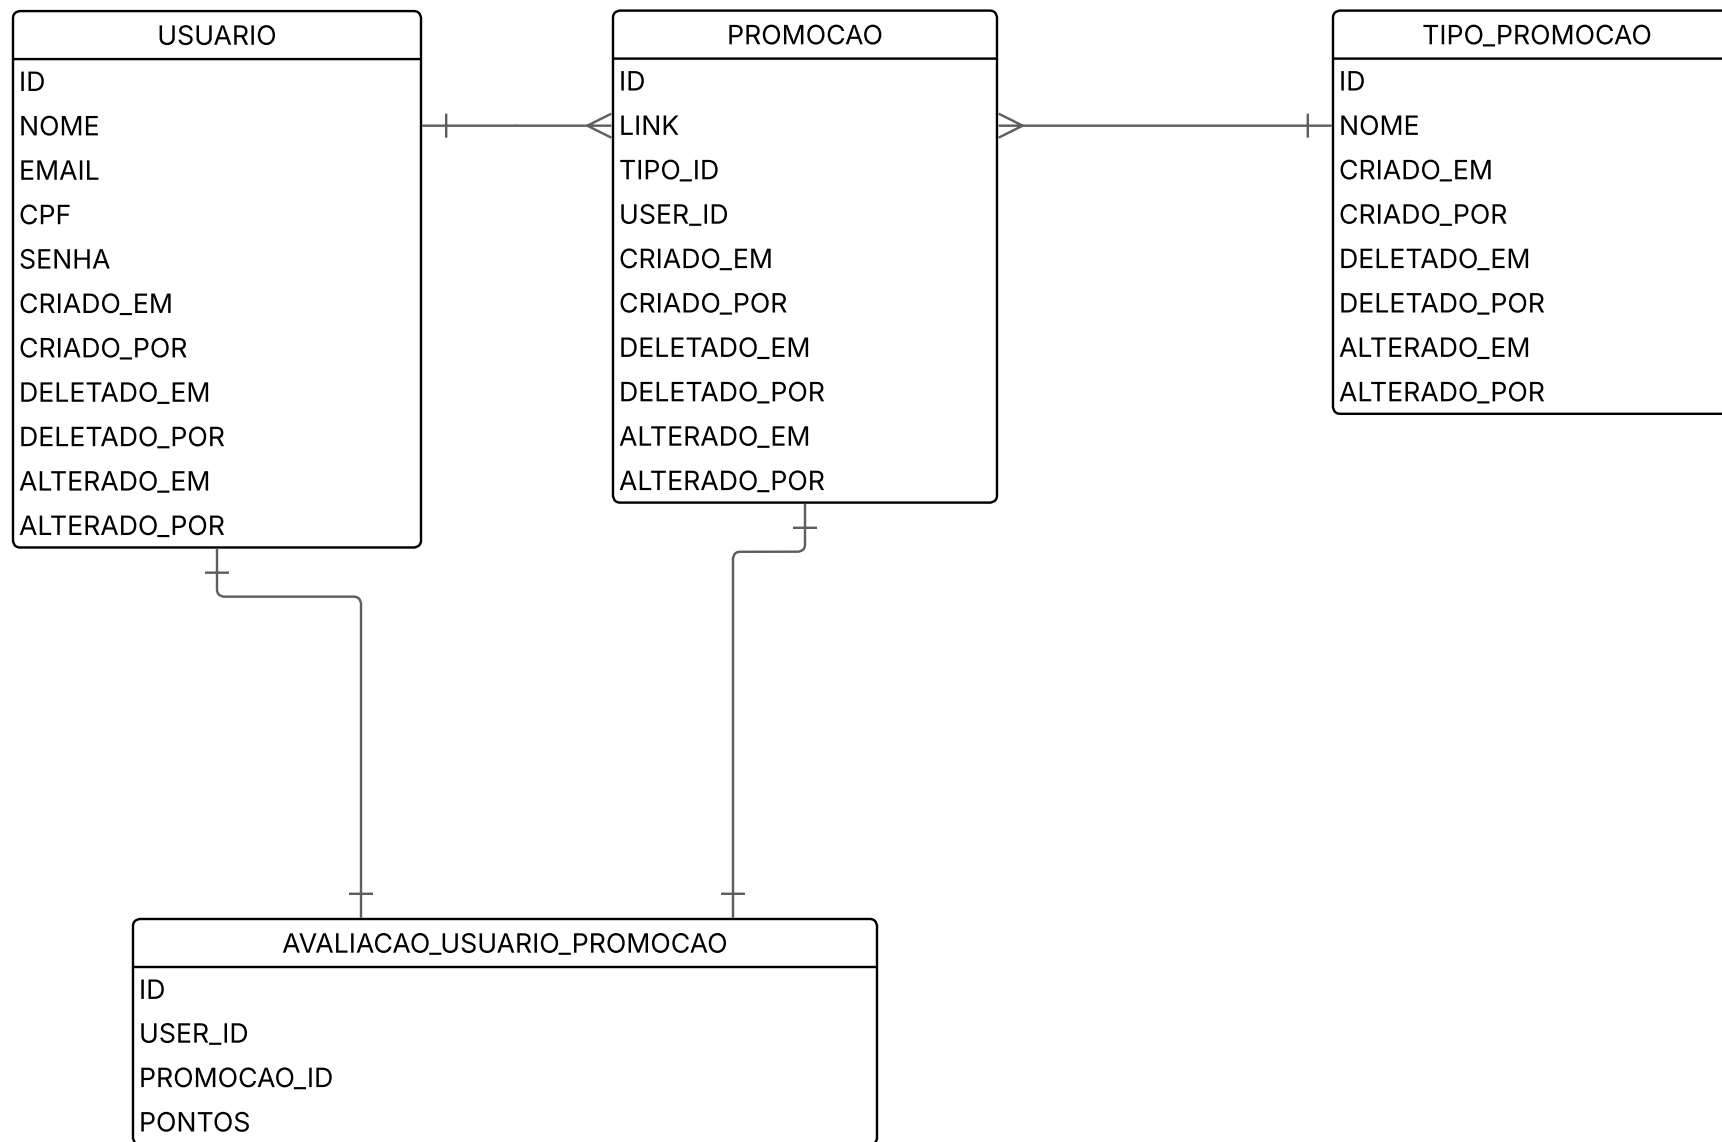 USUARIO
ID
NOME
EMAIL
CPF
SENHA
CRIADO_EM
CRIADO_POR
DELETADO_EM
DELETADO_POR
ALTERADO_EM
ALTERADO_POR
PROMOCAO
ID
LINK
TIPO_ID
USER_ID
CRIADO_EM
CRIADO_POR
DELETADO_EM
DELETADO_POR
ALTERADO_EM
ALTERADO_POR
TIPO_PROMOCAO
ID
NOME
CRIADO_EM
CRIADO_POR
DELETADO_EM
DELETADO_POR
ALTERADO_EM
ALTERADO_POR
AVALIACAO_USUARIO_PROMOCAO
ID
USER_ID
PROMOCAO_ID
PONTOS